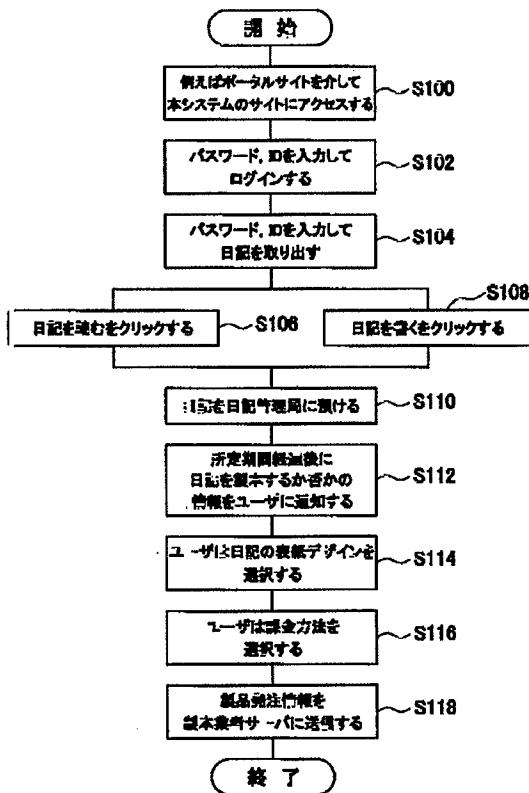 開始
例えばポータルサイトを介して
本システムのサイトにアクセスする
S100
パスワード, IDを入力して
ログインする
S102
パスワード, IDを入力して
日記を取り出す
S104
S108
日記を読むをクリックする
S106
日記を書くをクリックする
日記を日記管理局に預ける
S110
所定期間経過後に
日記を製本するか否かの
情報をユーザに通知する
S112
ユーザは日記の表紙デザインを
選択する
S114
ユーザは課金方法を
選択する
S116
製品発注情報を
製本業者サーバに送信する
S118
終了